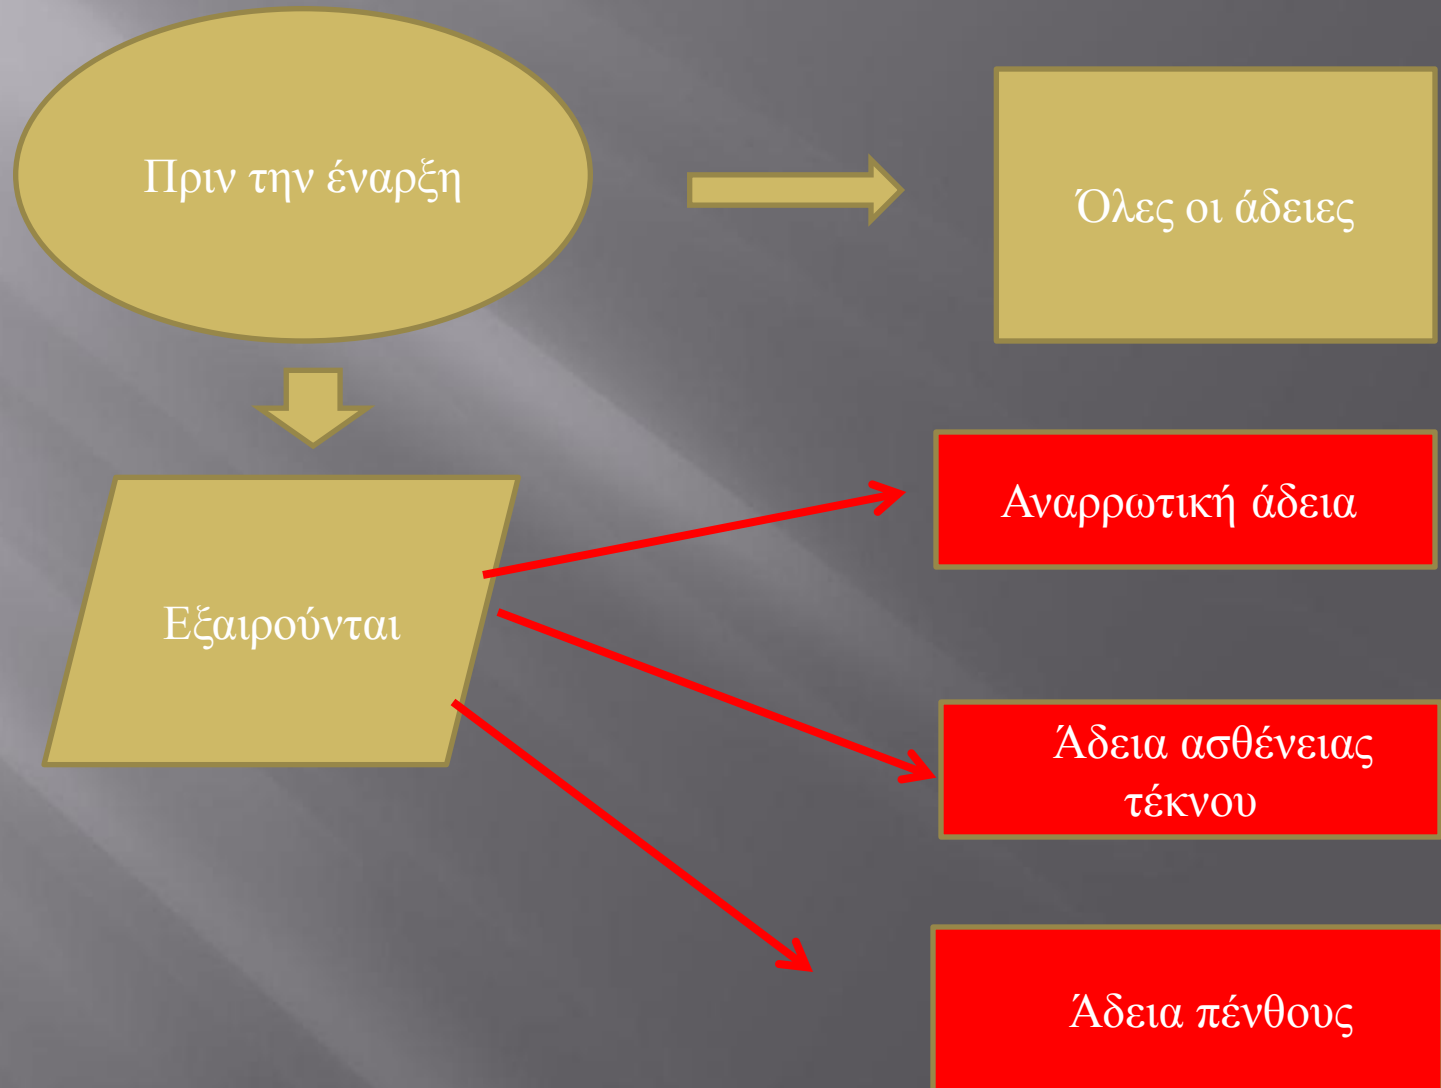 Πριν την έναρξη
Όλες οι άδειες
Εξαιρούνται
Αναρρωτική άδεια
Άδεια ασθένειας
τέκνου
Άδεια πένθους